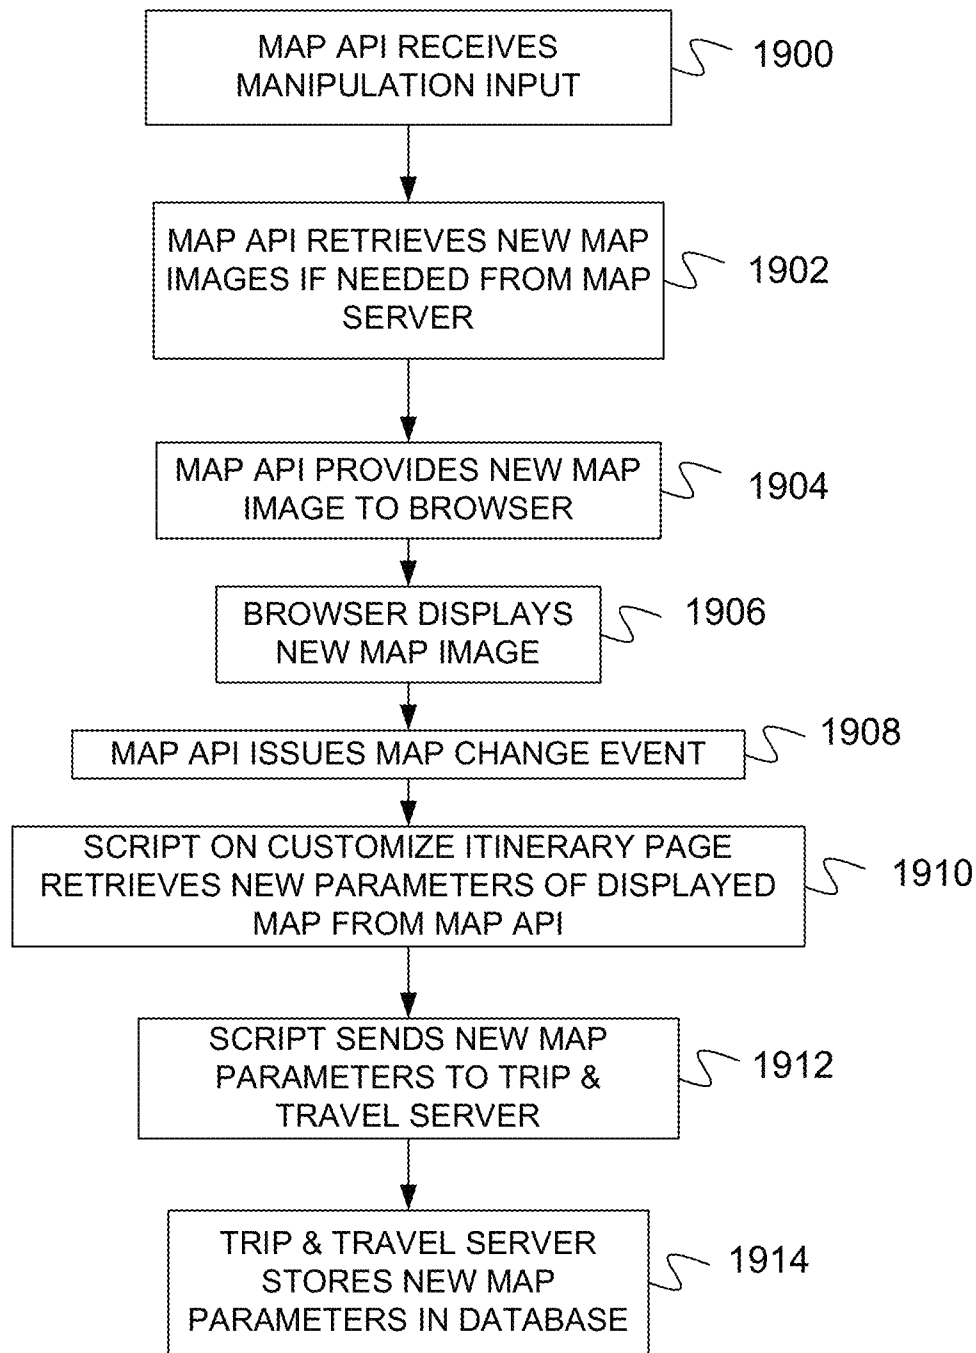 MAP API RECEIVES
MANIPULATION INPUT
1900
MAP API RETRIEVES NEW MAP
IMAGES IF NEEDED FROM MAP
SERVER
1902
MAP API PROVIDES NEW MAP
IMAGE TO BROWSER
1904
BROWSER DISPLAYS
NEW MAP IMAGE
1906
MAP API ISSUES MAP CHANGE EVENT
1908
SCRIPT ON CUSTOMIZE ITINERARY PAGE
RETRIEVES NEW PARAMETERS OF DISPLAYED
MAP FROM MAP API
1910
SCRIPT SENDS NEW MAP
PARAMETERS TO TRIP &
TRAVEL SERVER
1912
TRIP & TRAVEL SERVER
STORES NEW MAP
PARAMETERS IN DATABASE
1914